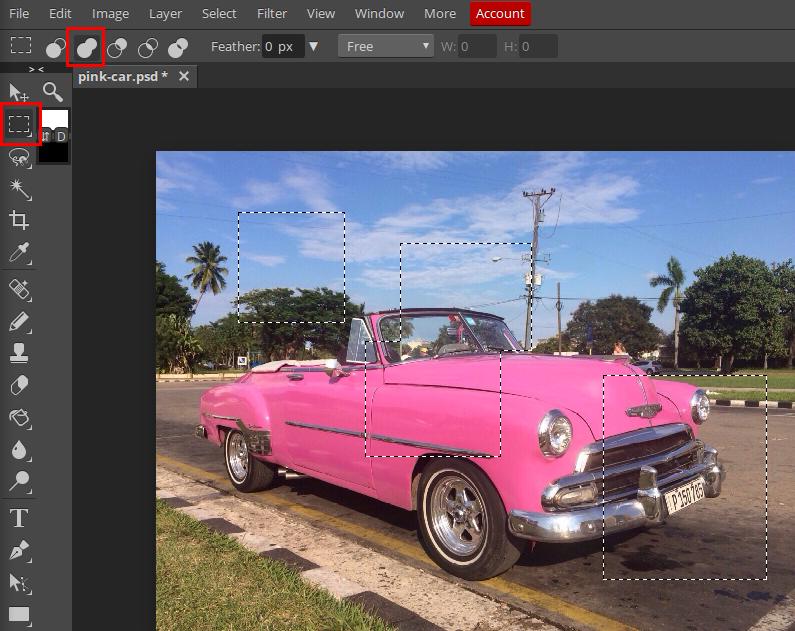 File Edit Image Layer Select Filter View Window More Account
Feather: 0 px Free W: 0 H: 0
> <
pink-car.psd *
D
T
P150785